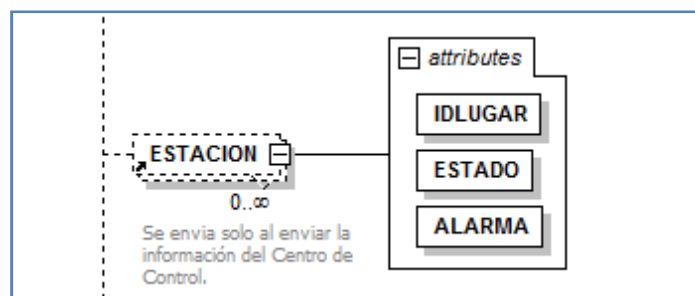 attributes
IDLUGAR
ESTACION
ESTADO
0..∞
ALARMA
Se envia solo al enviar la
información del Centro de
Control.